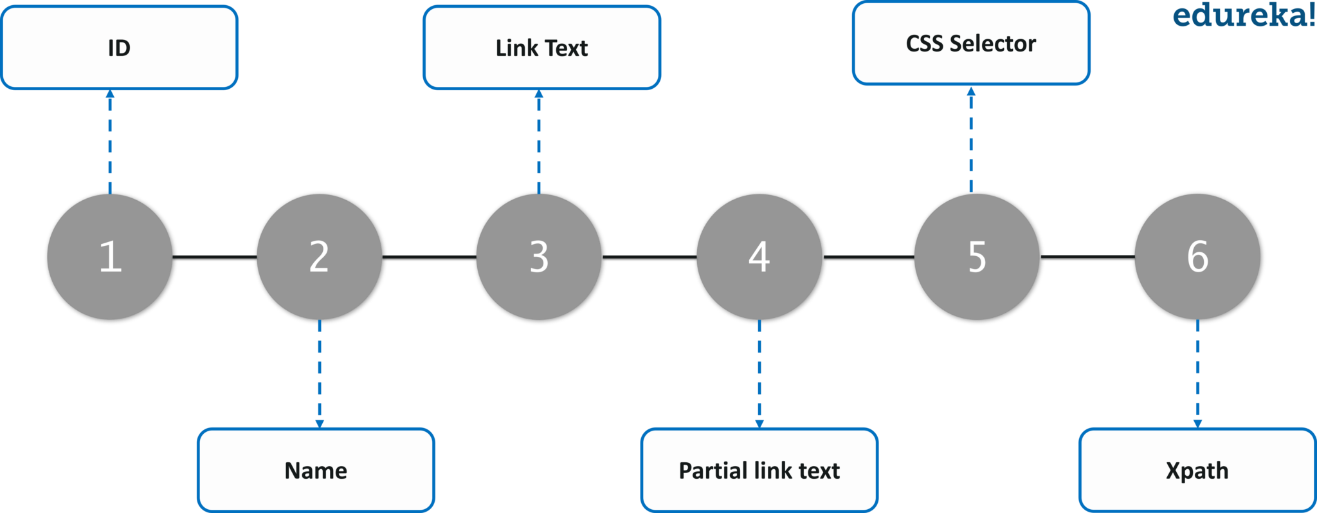 edureka!
ID
Link Text
CSS Selector
1
2
3
4
5
6
Name
Partial link text
Xpath